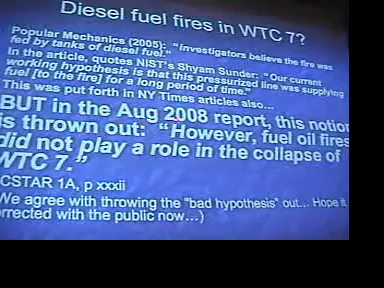 Diesel fuel fires in WTC 7?
Popular Mechanics (2005): "Investigators believe the fire was
fed by tanks of diesel fuel."
In the article, quotes NIST's Shyam Sunder: "Our current
working hypothesis is that this pressurized line was supplying
fuel [to the fire] for a long period of time."
This was put forth in NY Times articles also...
BUT in the Aug 2008 report, this notion
is thrown out: "However, fuel oil fires
did not play a role in the collapse of
WTC 7."
CSTAR 1A, p xxxii
We agree with throwing the "bad hypothesis" out... Hope it
rrected with the public now...)